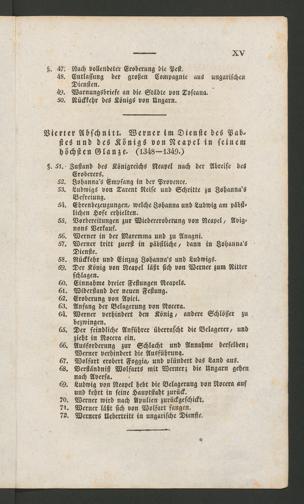 XV
§. 47. Nach vollendeter Eroberung die Pest.
48. Entlassung der großen Compagnie aus ungarischen
Diensten.
49. Warnungsbriefe an die Städte von Toscana.
50. Rückkehr des Königs von Ungarn.
Vierter Abschnitt. Werner im Dienste des Pab-
stes und des Königs von Neapel in seinem
höchsten Glanze. (1348—1349.)
§. 51. Zustand des Königreichs Neapel nach der Abreise des
Eroberers.
52. Johanna's Empfang in der Provence.
53. Ludwigs von Tarent Reise und Schritte zu Johanna's
Befreiung.
54. Ehrenbezeugungen, welche Johanna und Ludwig am päbst-
lichen Hofe erhielten.
55. Vorbereitungen zur Wiedereroberung von Neapel, Avig-
nons Verkauf.
56. Werner in der Maremma und zu Anagni.
57. Werner tritt zuerst in päbstliche, dann in Johanna's
Dienste.
58. Rückkehr und Einzug Johanna's und Ludwigs.
59. Der König von Neapel läßt sich von Werner zum Ritter
schlagen.
60. Einnahme dreier Festungen Neapels.
61. Widerstand der neuen Festung.
62. Eroberung von Apici.
63. Anfang der Belagerung von Nocera.
64. Werner verhindert den König, andere Schlösser zu
bezwingen.
65. Der feindliche Anführer überrascht die Belagerer, und
zieht in Nocera ein.
66. Aufforderung zur Schlacht und Annahme derselben;
Werner verhindert die Ausführung.
67. Wolfart erobert Foggia, und plündert das Land aus.
68. Verständniß Wolfarts mit Werner; die Ungarn gehen
nach Aversa.
69. Ludwig von Neapel hebt die Belagerung von Nocera auf
und kehrt in seine Hauptstadt zurück.
70. Werner wird nach Apulien zurückgeschickt.
71. Werner läßt sich von Wolfart fangen.
72. Werners Uebertritt in ungarische Dienste.